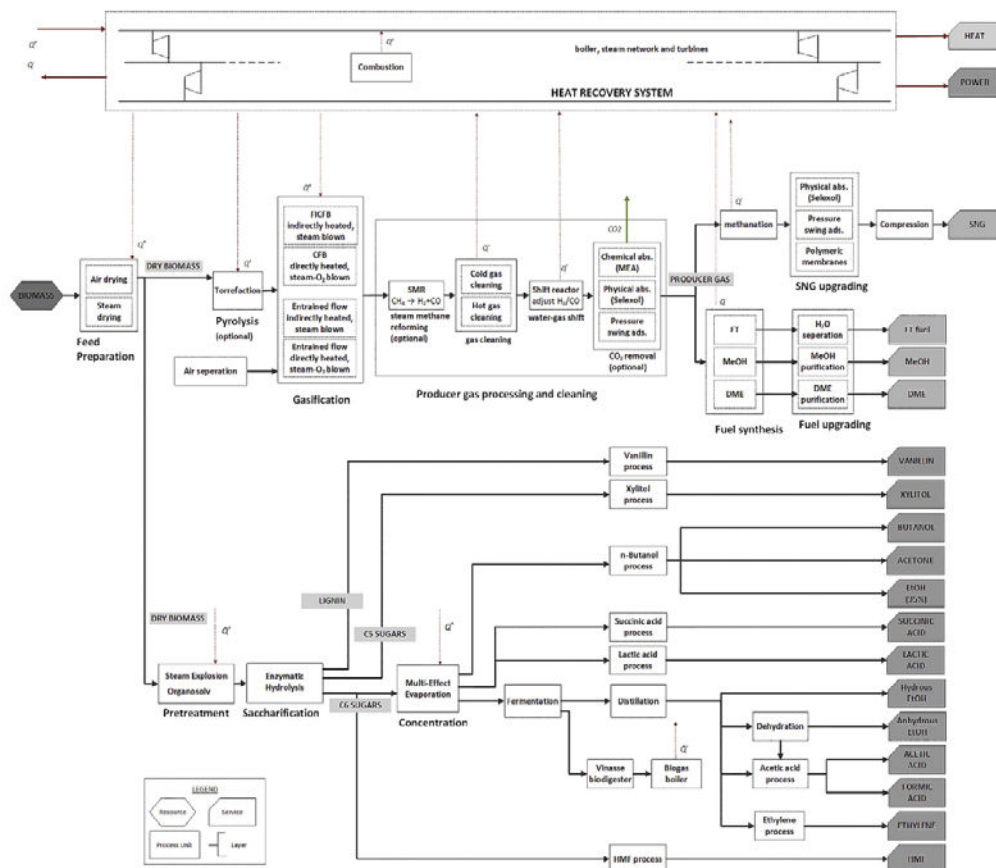 HEAT
Q⁺
Q⁻
boiler, steam network and turbines
Combustion
POWER
HEAT RECOVERY SYSTEM
Physical abs.
(Selexol)
Pressure
swing ads.
Polymeric
membranes
SNG upgrading
methanation
Compression
SNG
FICFB
indirectly heated,
steam blown
CFB
directly heated,
steam-O₂ blown
Entrained flow
indirectly heated,
steam blown
Entrained flow
directly heated,
steam-O₂ blown
Gasification
CO2
Chemical abs.
(MEA)
Physical abs.
(Selexol)
Pressure
swing ads.
CO₂ removal
(optional)
BIOMASS
Air drying
Steam
drying
Feed
Preparation
DRY BIOMASS
Torrefaction
Pyrolysis
(optional)
Air seperation
SMR
CH₄ → H₂+CO
steam methane
reforming
(optional)
Cold gas
cleaning
Hot gas
cleaning
gas cleaning
Shift reactor
adjust H₂/CO
water-gas shift
Producer gas processing and cleaning
PRODUCER GAS
FT
MeOH
DME
Fuel synthesis
H₂O
seperation
MeOH
purification
DME
purification
Fuel upgrading
FT fuel
MeOH
DME
Vanillin
process
VANILLIN
Xylitol
process
XYLITOL
BUTANOL
n-Butanol
process
ACETONE
EtOH
(95%)
LIGNIN
C5 SUGARS
DRY BIOMASS
Succinic acid
process
SUCCINIC
ACID
Lactic acid
process
LACTIC
ACID
Steam Explosion
Organosolv
Pretreatment
Enzymatic
Hydrolysis
Saccharification
C6 SUGARS
Multi-Effect
Evaporation
Concentration
Fermentation
Distillation
Hydrous
EtOH
Dehydration
Anhydrous
EtOH
Vinasse
biodigester
Biogas
boiler
Acetic acid
process
ACETIC
ACID
FORMIC
ACID
Ethylene
process
ETHYLENE
HMF process
HMF
LEGEND
Resource
Service
Process Unit
Layer